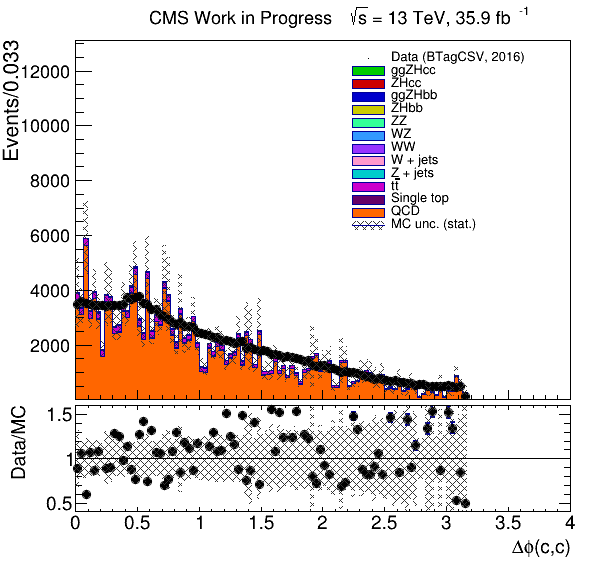 CMS Work in Progress √s = 13 TeV, 35.9 fb -1
Events/0.033
12000
10000
8000
6000
4000
2000
Data (BTagCSV, 2016)
ggZHcc
ZHcc
ggZHbb
ZHbb
ZZ
WZ
WW
W + jets
Z + jets
tt̅
Single top
QCD
MC unc. (stat.)
Data/MC
1.5
1
0.5
0 0.5 1 1.5 2 2.5 3 3.5 4
Δϕ(c,c)